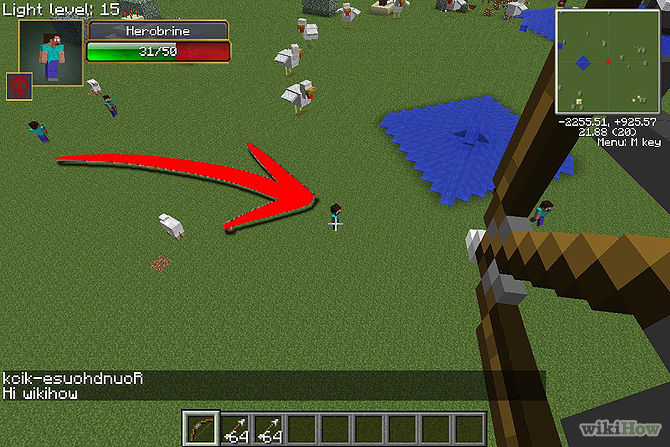 Light level: 15
Herobrine
31/50
-2255.51, +925.57
21.88 (20)
Menu: M key
kcik-esuohdnuoR
Hi wikihow
64 64
wikiHow